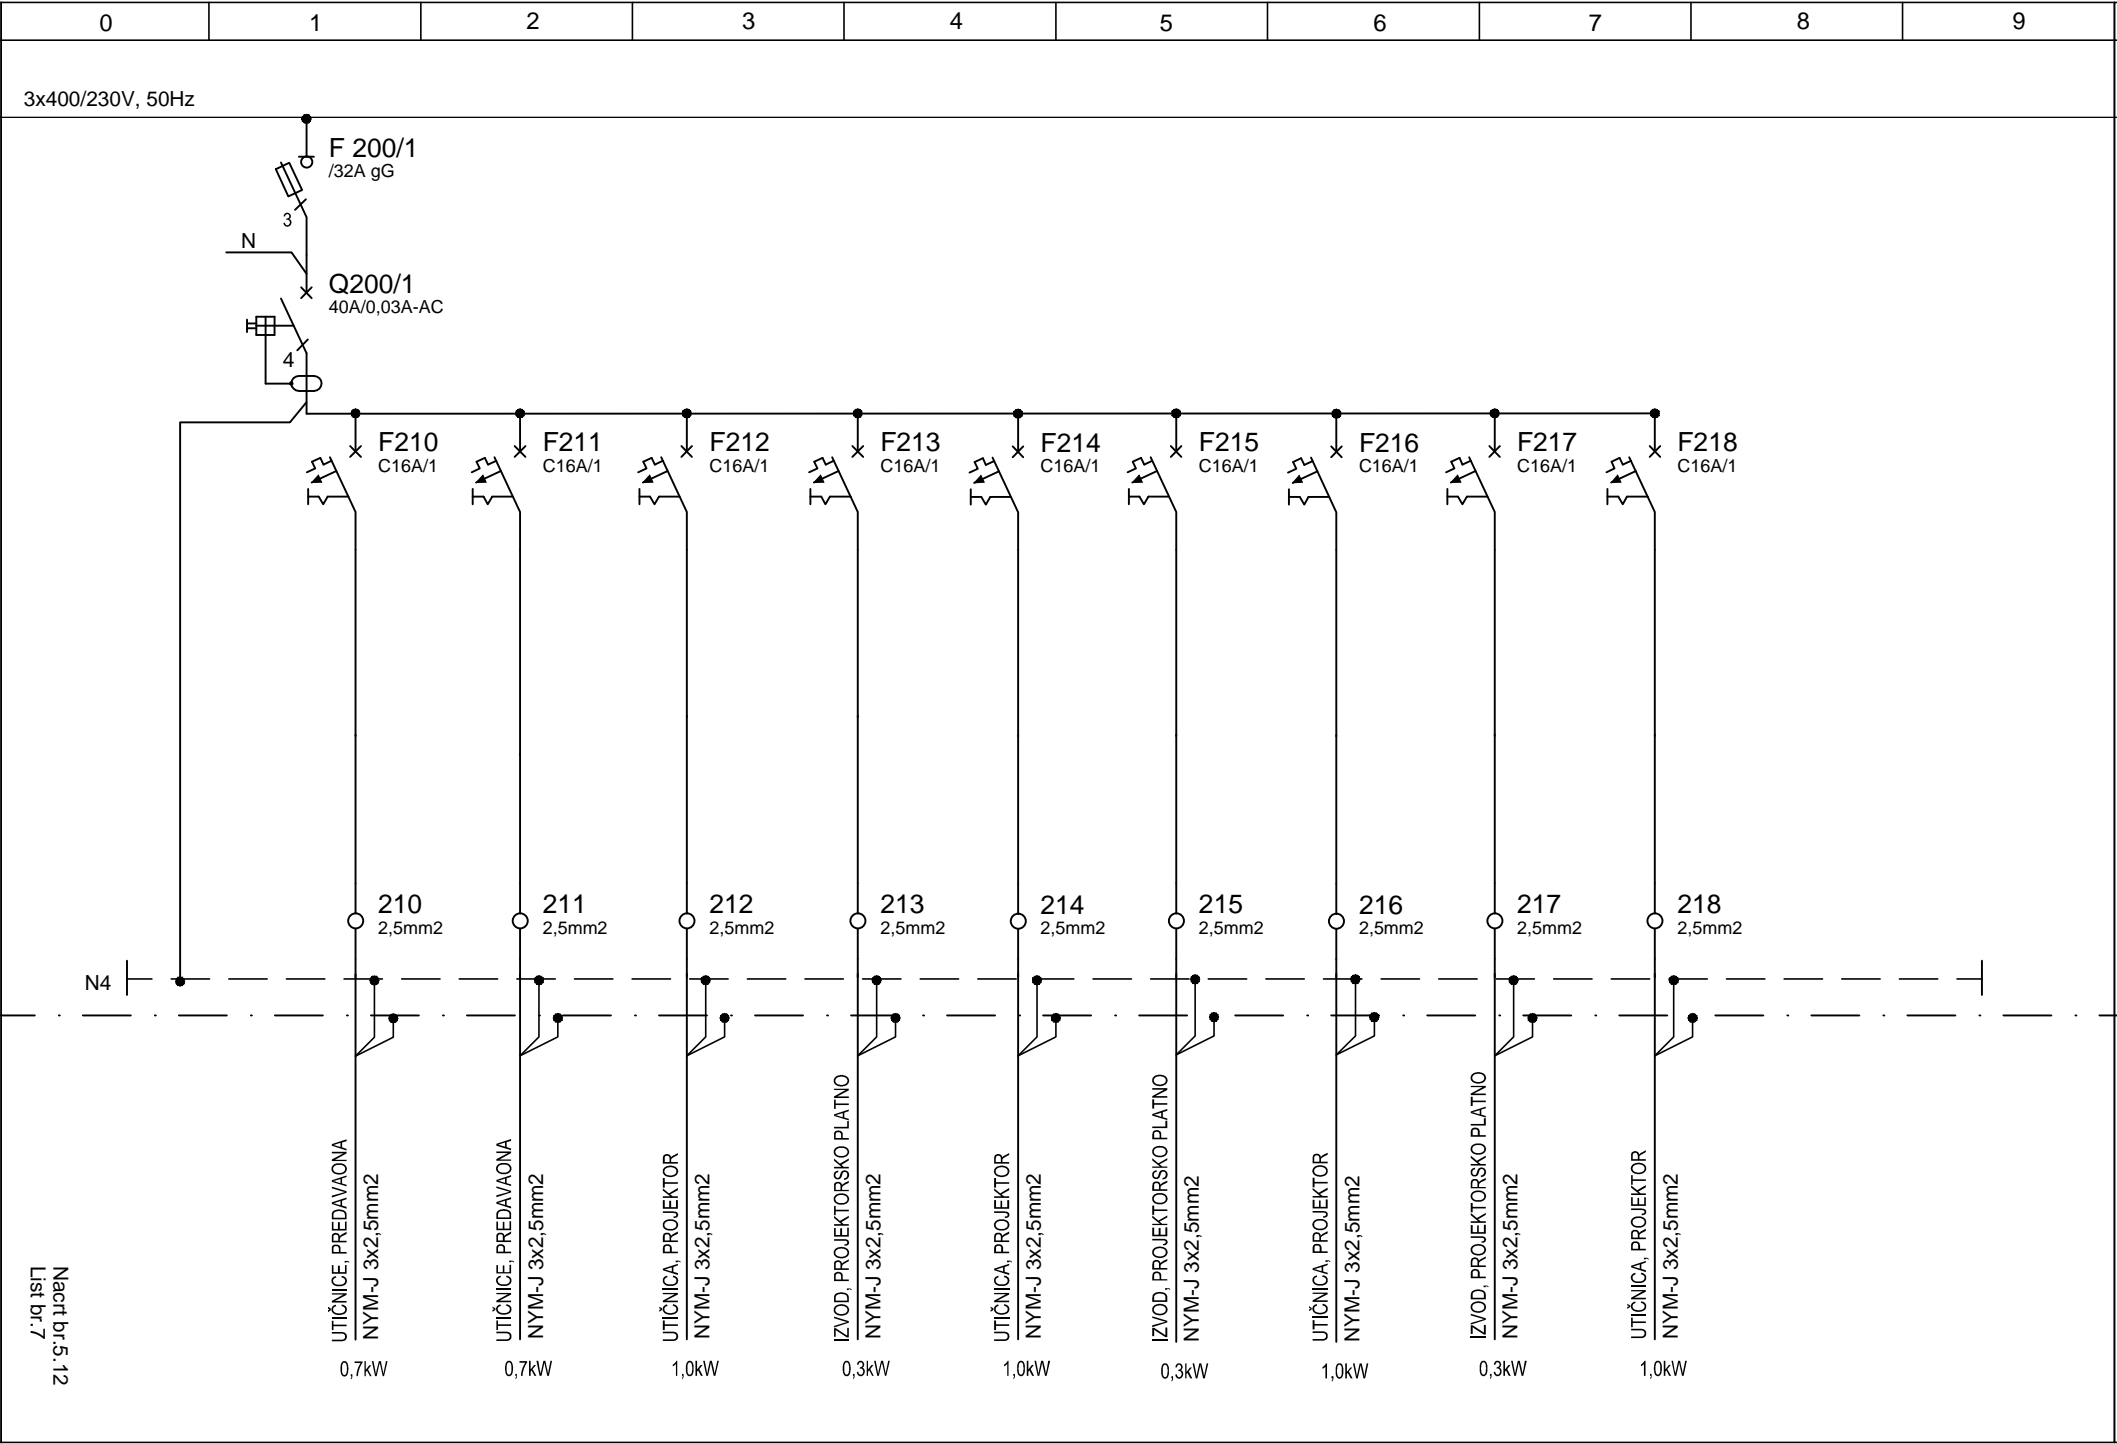 0 1 2 3 4 5 6 7 8 9
3x400/230V, 50Hz
F 200/1
/32A gG
3
N
Q200/1
40A/0,03A-AC
4
F210 F211 F212 F213 F214 F215 F216 F217 F218
C16A/1 C16A/1 C16A/1 C16A/1 C16A/1 C16A/1 C16A/1 C16A/1 C16A/1
210 211 212 213 214 215 216 217 218
2,5mm2 2,5mm2 2,5mm2 2,5mm2 2,5mm2 2,5mm2 2,5mm2 2,5mm2 2,5mm2
N4
UTIČNICE, PREDAVAONA
NYM-J 3x2,5mm2
UTIČNICE, PREDAVAONA
NYM-J 3x2,5mm2
UTIČNICA, PROJEKTOR
NYM-J 3x2,5mm2
IZVOD, PROJEKTORSKO PLATNO
NYM-J 3x2,5mm2
UTIČNICA, PROJEKTOR
NYM-J 3x2,5mm2
IZVOD, PROJEKTORSKO PLATNO
NYM-J 3x2,5mm2
UTIČNICA, PROJEKTOR
NYM-J 3x2,5mm2
IZVOD, PROJEKTORSKO PLATNO
NYM-J 3x2,5mm2
UTIČNICA, PROJEKTOR
NYM-J 3x2,5mm2
0,7kW 0,7kW 1,0kW 0,3kW 1,0kW 0,3kW 1,0kW 0,3kW 1,0kW
Nacrt br.5.12
List br.7